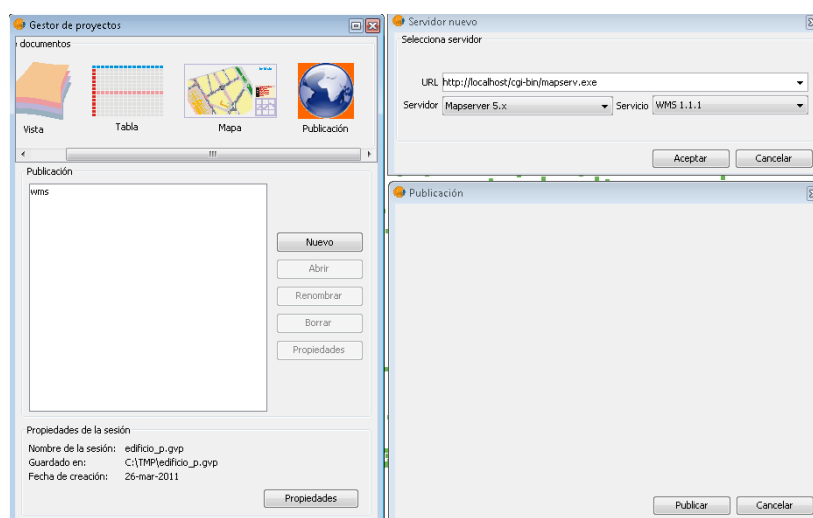 Gestor de proyectos
documentos
Vista
Tabla
Mapa
Publicación
Publicación
wms
Nuevo
Abrir
Renombrar
Borrar
Propiedades
Propiedades de la sesión
Nombre de la sesión: edificio_p.gvp
Guardado en: C:\TMP\edificio_p.gvp
Fecha de creación: 26-mar-2011
Propiedades
Servidor nuevo
Selecciona servidor
URL http://localhost/cgi-bin/mapserv.exe
Servidor Mapserver 5.x Servicio WMS 1.1.1
Aceptar Cancelar
Publicación
Publicar Cancelar